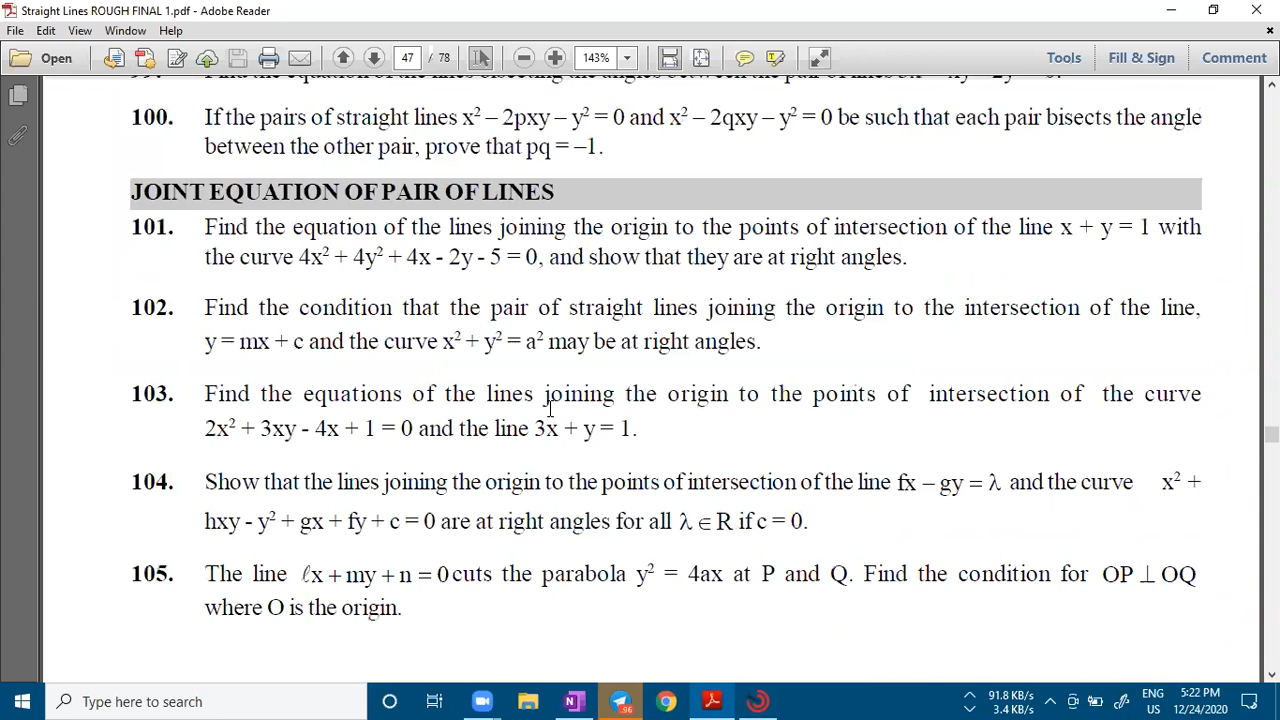 Straight Lines ROUGH FINAL 1.pdf - Adobe Reader
File Edit View Window Help
Open 47 / 78 143% Tools Fill & Sign Comment
100. If the pairs of straight lines x² – 2pxy – y² = 0 and x² – 2qxy – y² = 0 be such that each pair bisects the angle
between the other pair, prove that pq = –1.
JOINT EQUATION OF PAIR OF LINES
101. Find the equation of the lines joining the origin to the points of intersection of the line x + y = 1 with
the curve 4x² + 4y² + 4x - 2y - 5 = 0, and show that they are at right angles.
102. Find the condition that the pair of straight lines joining the origin to the intersection of the line,
y = mx + c and the curve x² + y² = a² may be at right angles.
103. Find the equations of the lines joining the origin to the points of intersection of the curve
2x² + 3xy - 4x + 1 = 0 and the line 3x + y = 1.
104. Show that the lines joining the origin to the points of intersection of the line fx – gy = λ and the curve x² +
hxy - y² + gx + fy + c = 0 are at right angles for all λ ∈ R if c = 0.
105. The line ℓx + my + n = 0 cuts the parabola y² = 4ax at P and Q. Find the condition for OP ⊥ OQ
where O is the origin.
Type here to search
96
91.8 KB/s
3.4 KB/s
ENG
US
5:22 PM
12/24/2020